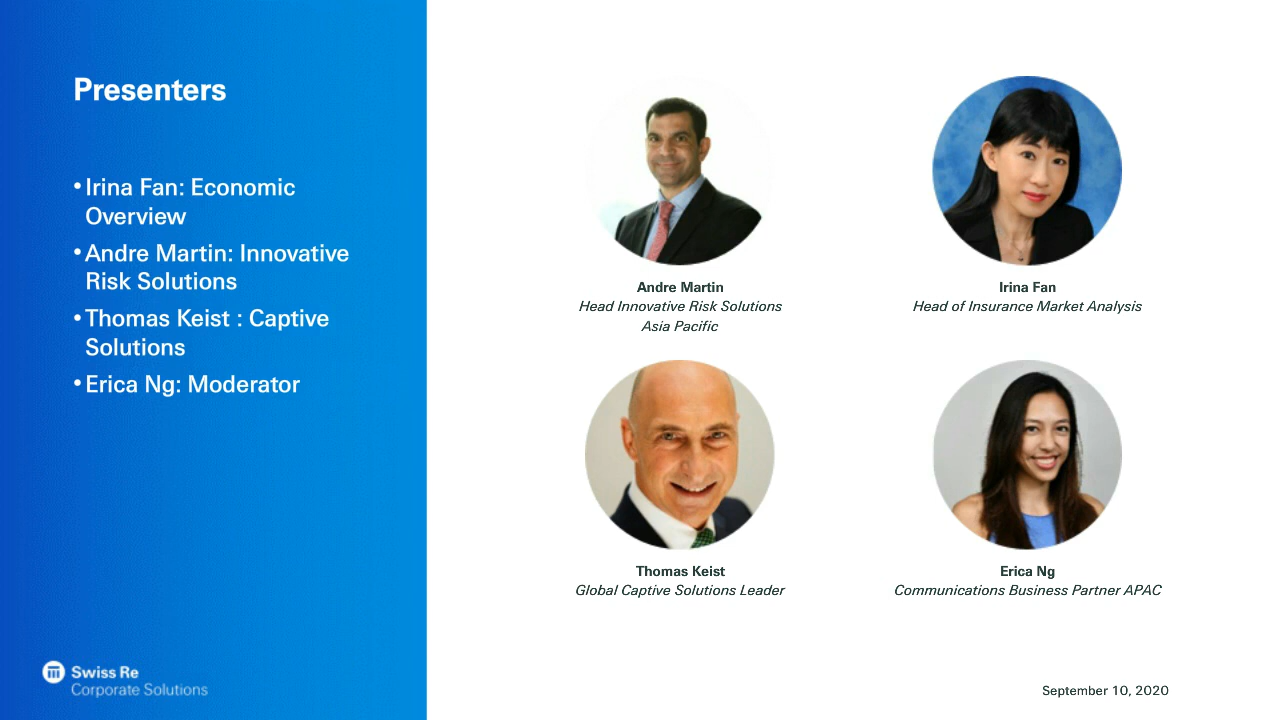 Presenters
•Irina Fan: Economic
Overview
•Andre Martin: Innovative
Risk Solutions
•Thomas Keist : Captive
Solutions
•Erica Ng: Moderator
Andre Martin
Head Innovative Risk Solutions
Asia Pacific
Irina Fan
Head of Insurance Market Analysis
Thomas Keist
Global Captive Solutions Leader
Erica Ng
Communications Business Partner APAC
Swiss Re
Corporate Solutions
September 10, 2020